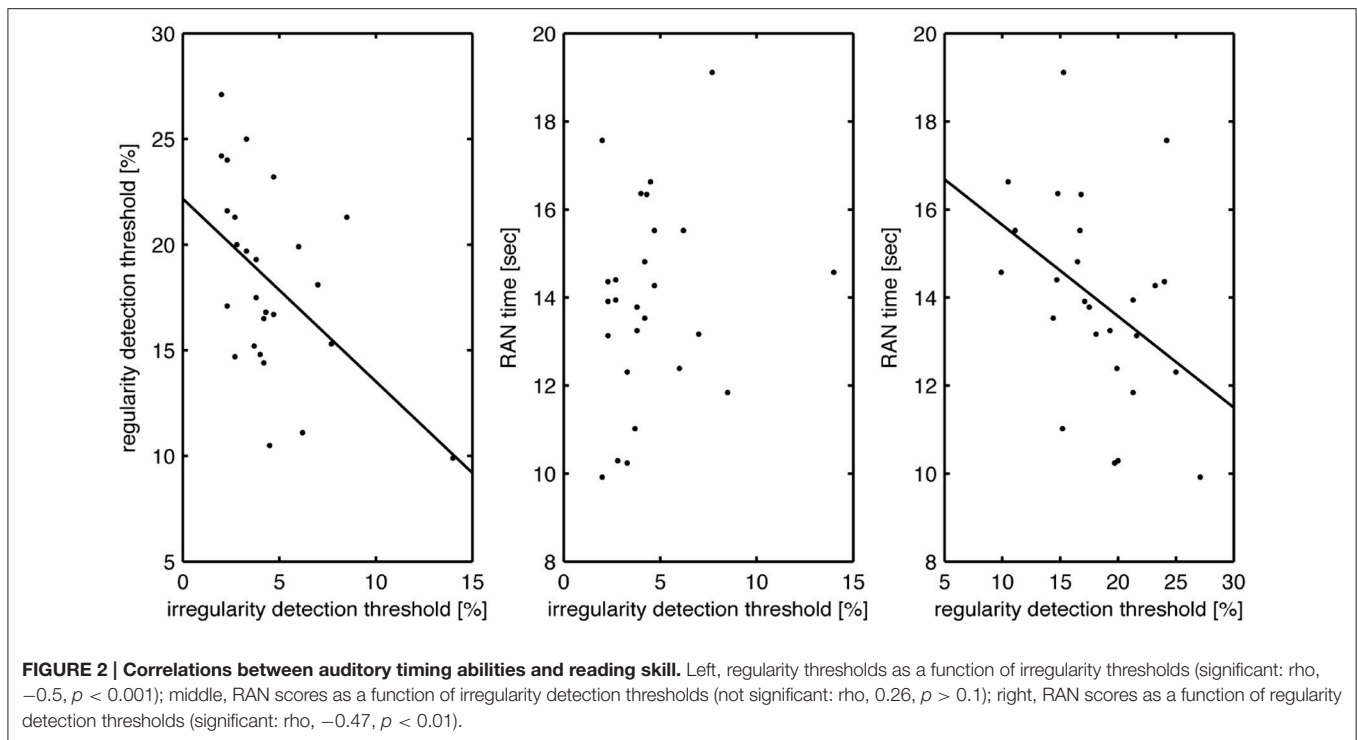 30
25
20
15
10
5
regularity detection threshold [%]
0 5 10 15
irregularity detection threshold [%]
20
18
16
14
12
10
8
RAN time [sec]
0 5 10 15
irregularity detection threshold [%]
20
18
16
14
12
10
8
RAN time [sec]
5 10 15 20 25 30
regularity detection threshold [%]
FIGURE 2 | Correlations between auditory timing abilities and reading skill. Left, regularity thresholds as a function of irregularity thresholds (significant: rho,
−0.5, p < 0.001); middle, RAN scores as a function of irregularity detection thresholds (not significant: rho, 0.26, p > 0.1); right, RAN scores as a function of regularity
detection thresholds (significant: rho, −0.47, p < 0.01).